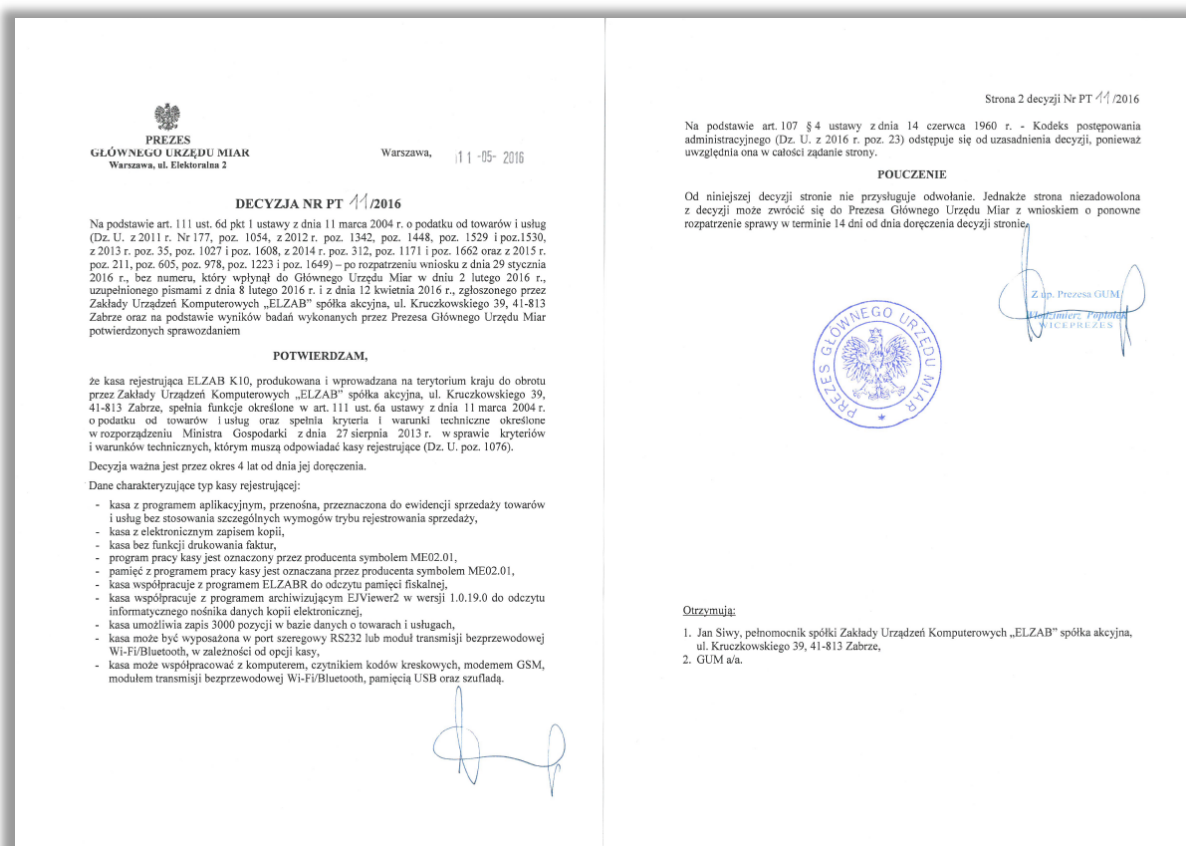 PREZES
GŁÓWNEGO URZĘDU MIAR
Warszawa, ul. Elektoralna 2
Warszawa, 11 -05- 2016
DECYZJA NR PT 11/2016
Na podstawie art. 111 ust. 6d pkt 1 ustawy z dnia 11 marca 2004 r. o podatku od towarów i usług
(Dz. U. z 2011 r. Nr 177, poz. 1054, z 2012 r. poz. 1342, poz. 1448, poz. 1529 i poz.1530,
z 2013 r. poz. 35, poz. 1027 i poz. 1608, z 2014 r. poz. 312, poz. 1171 i poz. 1662 oraz z 2015 r.
poz. 211, poz. 605, poz. 978, poz. 1223 i poz. 1649) – po rozpatrzeniu wniosku z dnia 29 stycznia
2016 r., bez numeru, który wpłynął do Głównego Urzędu Miar w dniu 2 lutego 2016 r.,
uzupełnionego pismami z dnia 8 lutego 2016 r. i z dnia 12 kwietnia 2016 r., zgłoszonego przez
Zakłady Urządzeń Komputerowych „ELZAB" spółka akcyjna, ul. Kruczkowskiego 39, 41-813
Zabrze oraz na podstawie wyników badań wykonanych przez Prezesa Głównego Urzędu Miar
potwierdzonych sprawozdaniem
POTWIERDZAM,
że kasa rejestrująca ELZAB K10, produkowana i wprowadzana na terytorium kraju do obrotu
przez Zakłady Urządzeń Komputerowych „ELZAB" spółka akcyjna, ul. Kruczkowskiego 39,
41-813 Zabrze, spełnia funkcje określone w art. 111 ust. 6a ustawy z dnia 11 marca 2004 r.
o podatku od towarów i usług oraz spełnia kryteria i warunki techniczne określone
w rozporządzeniu Ministra Gospodarki z dnia 27 sierpnia 2013 r. w sprawie kryteriów
i warunków technicznych, którym muszą odpowiadać kasy rejestrujące (Dz. U. poz. 1076).
Decyzja ważna jest przez okres 4 lat od dnia jej doręczenia.
Dane charakteryzujące typ kasy rejestrującej:
- kasa z programem aplikacyjnym, przenośna, przeznaczona do ewidencji sprzedaży towarów
i usług bez stosowania szczególnych wymogów trybu rejestrowania sprzedaży,
- kasa z elektronicznym zapisem kopii,
- kasa bez funkcji drukowania faktur,
- program pracy kasy jest oznaczony przez producenta symbolem ME02.01,
- pamięć z programem pracy kasy jest oznaczana przez producenta symbolem ME02.01,
- kasa współpracuje z programem ELZABR do odczytu pamięci fiskalnej,
- kasa współpracuje z programem archiwizującym EJViewer2 w wersji 1.0.19.0 do odczytu
informatycznego nośnika danych kopii elektronicznej,
- kasa umożliwia zapis 3000 pozycji w bazie danych o towarach i usługach,
- kasa może być wyposażona w port szeregowy RS232 lub moduł transmisji bezprzewodowej
Wi-Fi/Bluetooth, w zależności od opcji kasy,
- kasa może współpracować z komputerem, czytnikiem kodów kreskowych, modemem GSM,
modułem transmisji bezprzewodowej Wi-Fi/Bluetooth, pamięcią USB oraz szufladą.
Strona 2 decyzji Nr PT 11/2016
Na podstawie art. 107 § 4 ustawy z dnia 14 czerwca 1960 r. - Kodeks postępowania
administracyjnego (Dz. U. z 2016 r. poz. 23) odstępuje się od uzasadnienia decyzji, ponieważ
uwzględnia ona w całości żądanie strony.
POUCZENIE
Od niniejszej decyzji stronie nie przysługuje odwołanie. Jednakże strona niezadowolona
z decyzji może zwrócić się do Prezesa Głównego Urzędu Miar z wnioskiem o ponowne
rozpatrzenie sprawy w terminie 14 dni od dnia doręczenia decyzji stronie.
Z up. Prezesa GUM
Włodzimierz
WICEPREZES
PREZES GŁÓWNEGO URZĘDU MIAR
Otrzymują:
1. Jan Siwy, pełnomocnik spółki Zakłady Urządzeń Komputerowych „ELZAB" spółka akcyjna,
ul. Kruczkowskiego 39, 41-813 Zabrze,
2. GUM a/a.